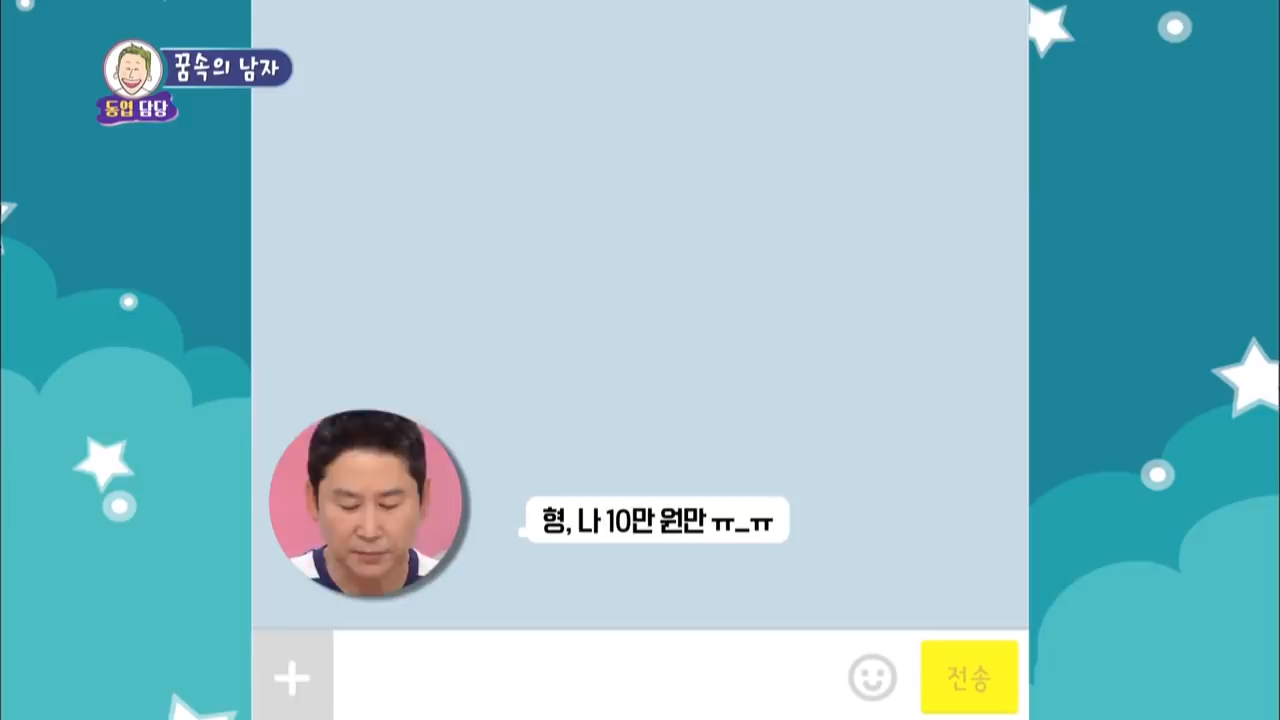 꿈속의 남자
동엽 담당
형, 나 10만 원만 ㅠ_ㅠ
전송